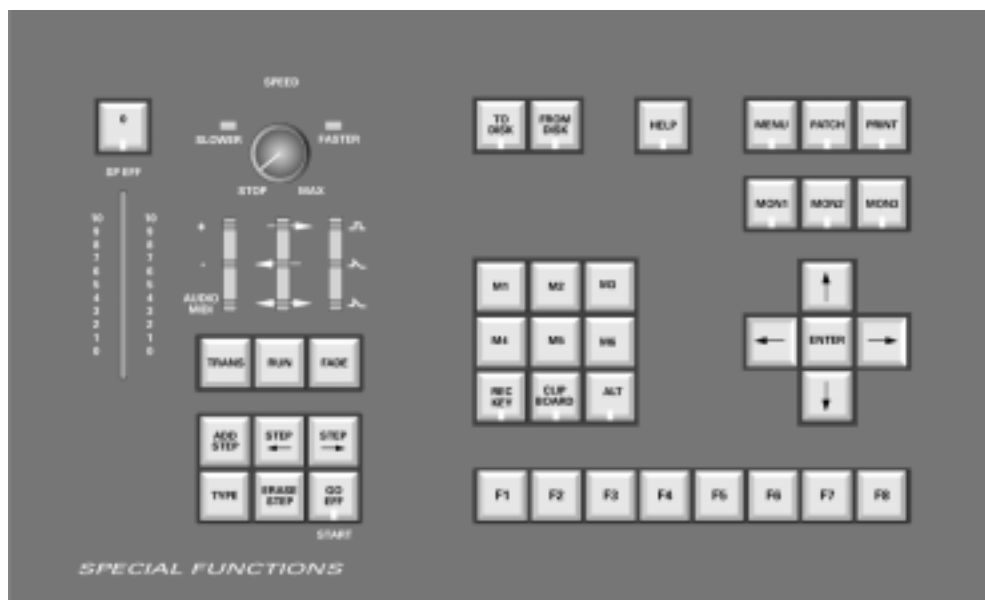 SPEED
0
SLOWER
FASTER
SF EFF
STOP
MAX
10 10
9 9
8 8
7 7
6 6
5 5
4 4
3 3
2 2
1 1
0 0
+
-
AUDIO
MIDI
TRANS RUN FADE
ADD STEP STEP
STEP
TYPE ERASE GO
STEP EFF
START
SPECIAL FUNCTIONS
TO FROM
DISK DISK
HELP
MENU PATCH PRINT
MON1 MON2 MON3
M1 M2 M3
M4 M5 M6
REC CLIP ALT
KEY BOARD
ENTER
F1 F2 F3 F4 F5 F6 F7 F8